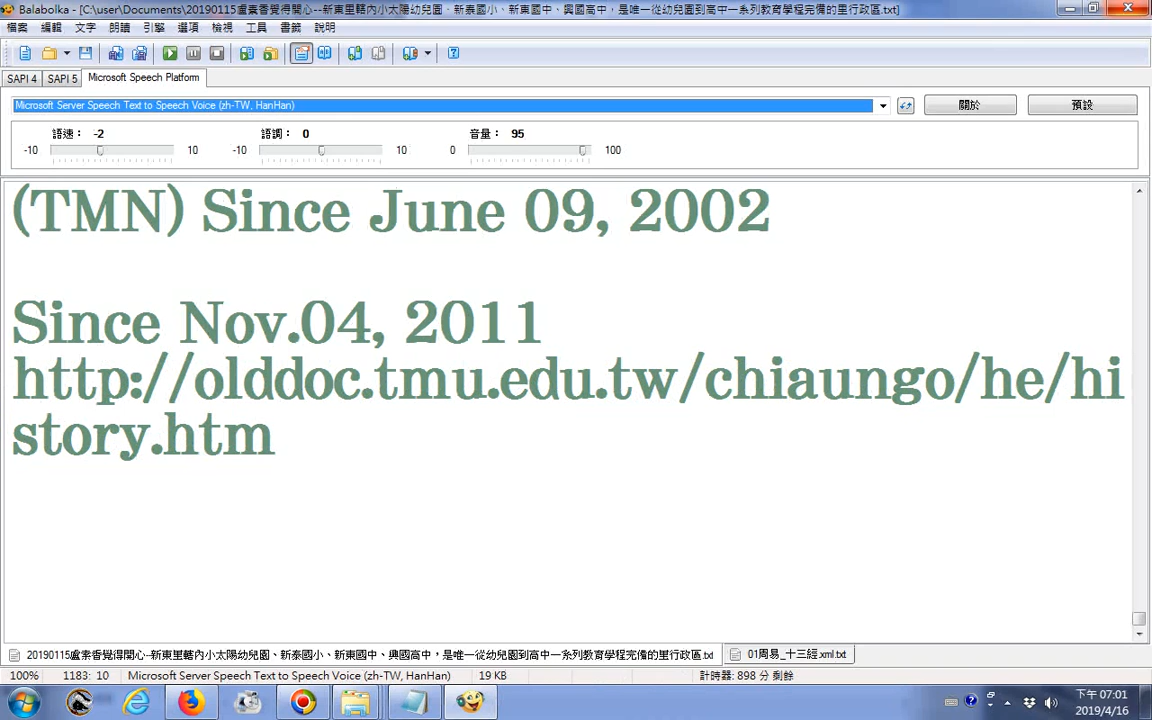 Balabolka - [C:\user\Documents\20190115盧素香覺得開心--新東里轄內小太陽幼兒園、新泰國小、新東國中、興國高中，是唯一從幼兒園到高中一系列教育學程完備的里行政區.txt]
檔案 編輯 文字 朗讀 引擎 選項 檢視 工具 書籤 說明
SAPI 4 SAPI 5 Microsoft Speech Platform
Microsoft Server Speech Text to Speech Voice (zh-TW, HanHan) 關於 預設
語速： -2 語調： 0 音量： 95
-10 10 -10 10 0 100
(TMN) Since June 09, 2002
Since Nov.04, 2011
http://olddoc.tmu.edu.tw/chiaungo/he/hi
story.htm
20190115盧素香覺得開心--新東里轄內小太陽幼兒園、新泰國小、新東國中、興國高中，是唯一從幼兒園到高中一系列教育學程完備的里行政區.txt 01周易_十三經.xml.txt
100% 1183: 10 Microsoft Server Speech Text to Speech Voice (zh-TW, HanHan) 19 KB 計時器: 898 分 剩餘
下午 07:01
2019/4/16